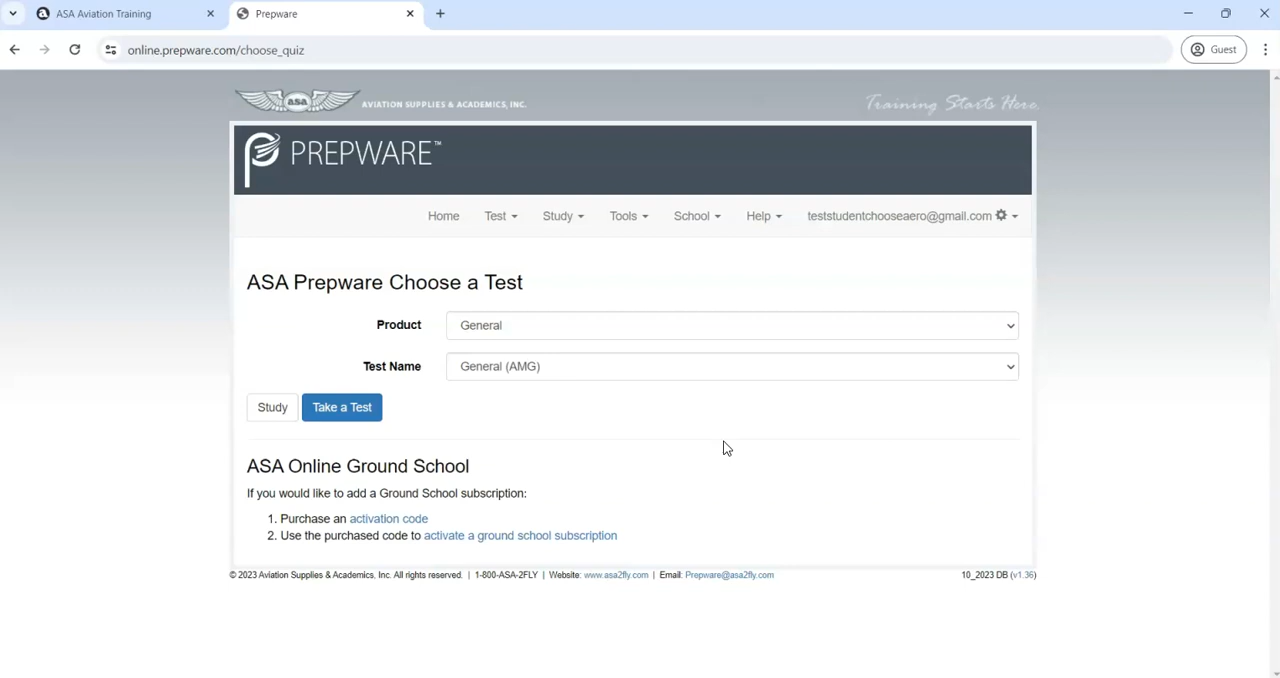 ASA Aviation Training
Prepware
online.prepware.com/choose_quiz
Guest
asa AVIATION SUPPLIES & ACADEMICS, INC.
Training Starts Here.
PREPWARE™
Home Test Study Tools School Help teststudentchooseaero@gmail.com
ASA Prepware Choose a Test
Product General
Test Name General (AMG)
Study Take a Test
ASA Online Ground School
If you would like to add a Ground School subscription:
1. Purchase an activation code
2. Use the purchased code to activate a ground school subscription
© 2023 Aviation Supplies & Academics, Inc. All rights reserved. | 1-800-ASA-2FLY | Website: www.asa2fly.com | Email: Prepware@asa2fly.com 10_2023 DB (v1.36)